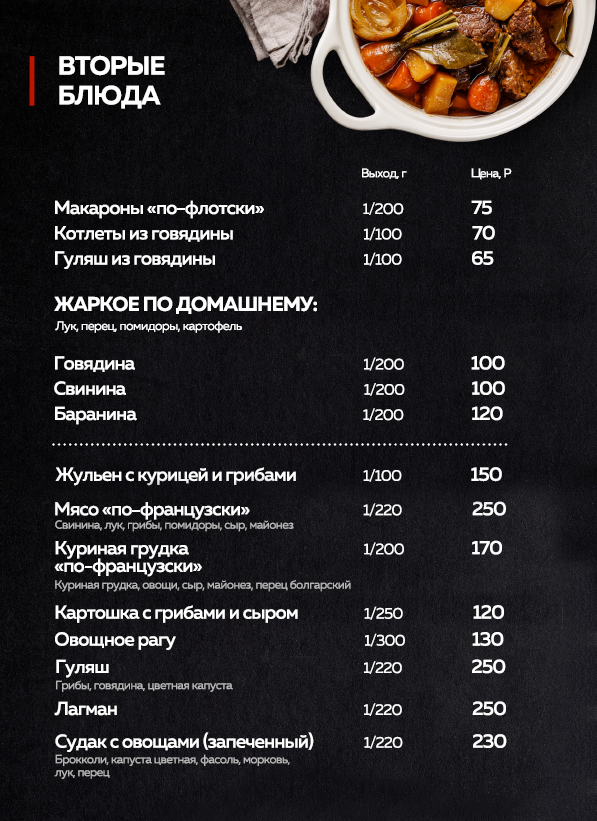 ВТОРЫЕ
БЛЮДА
Выход, г Цена, Р
Макароны «по-флотски» 1/200 75
Котлеты из говядины 1/100 70
Гуляш из говядины 1/100 65
ЖАРКОЕ ПО ДОМАШНЕМУ:
Лук, перец, помидоры, картофель
Говядина 1/200 100
Свинина 1/200 100
Баранина 1/200 120
Жульен с курицей и грибами 1/100 150
Мясо «по-французски» 1/220 250
Свинина, лук, грибы, помидоры, сыр, майонез
Куриная грудка 1/200 170
«по-французски»
Куриная грудка, овощи, сыр, майонез, перец болгарский
Картошка с грибами и сыром 1/250 120
Овощное рагу 1/300 130
Гуляш 1/220 250
Грибы, говядина, цветная капуста
Лагман 1/220 250
Судак с овощами (запеченный) 1/220 230
Брокколи, капуста цветная, фасоль, морковь,
лук, перец